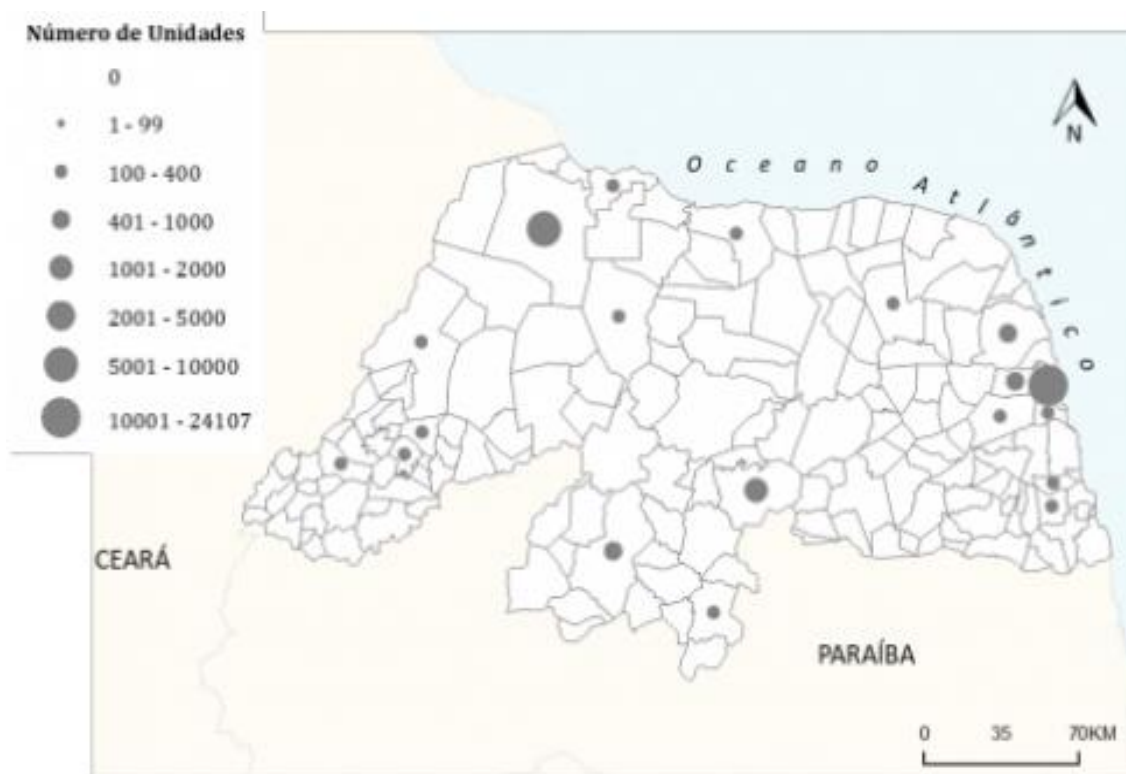 Número de Unidades
0
1 - 99
100 - 400
401 - 1000
1001 - 2000
2001 - 5000
5001 - 10000
10001 - 24107
Oceano Atlântico
N
CEARÁ
PARAÍBA
0 35 70KM